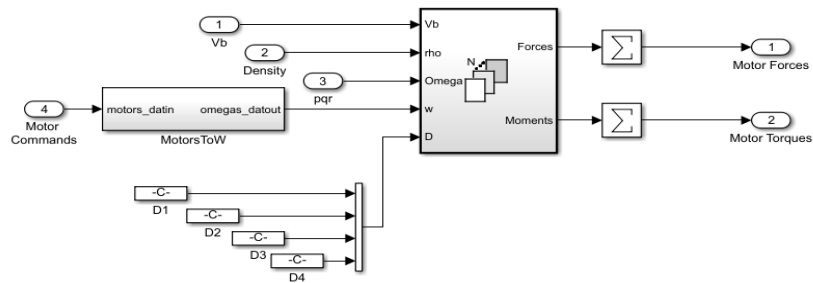 1
Vb
2
Density
3
pqr
4
Motor
Commands
motors_datin omegas_datout
MotorsToW
Vb
rho
Omega
w
D
N
Forces
Moments
Σ
Σ
1
Motor Forces
2
Motor Torques
-C-
D1
-C-
D2
-C-
D3
-C-
D4